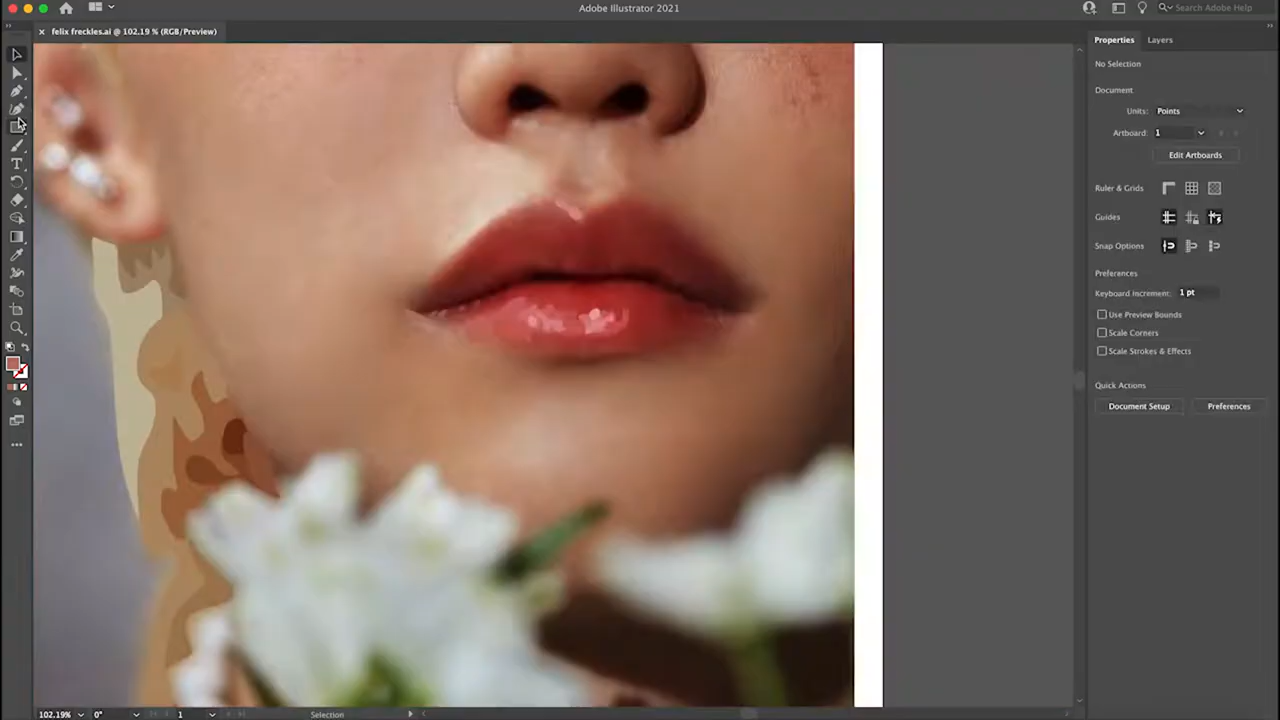 Adobe Illustrator 2021
Search Adobe Help
felix freckles.ai @ 102.19 % (RGB/Preview)
Properties
Layers
No Selection
Document
Units: Points
Artboard: 1
Edit Artboards
Ruler & Grids
Guides
Snap Options
Preferences
Keyboard Increment: 1 pt
Use Preview Bounds
Scale Corners
Scale Strokes & Effects
Quick Actions
Document Setup
Preferences
102.19%
0°
1
Selection